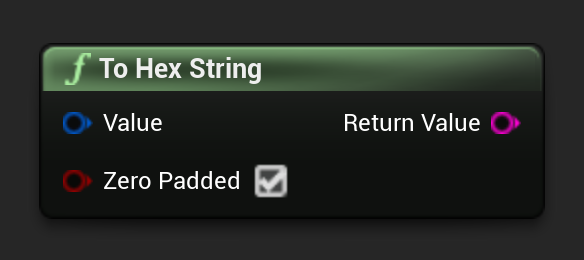 To Hex String
Value
Return Value
Zero Padded